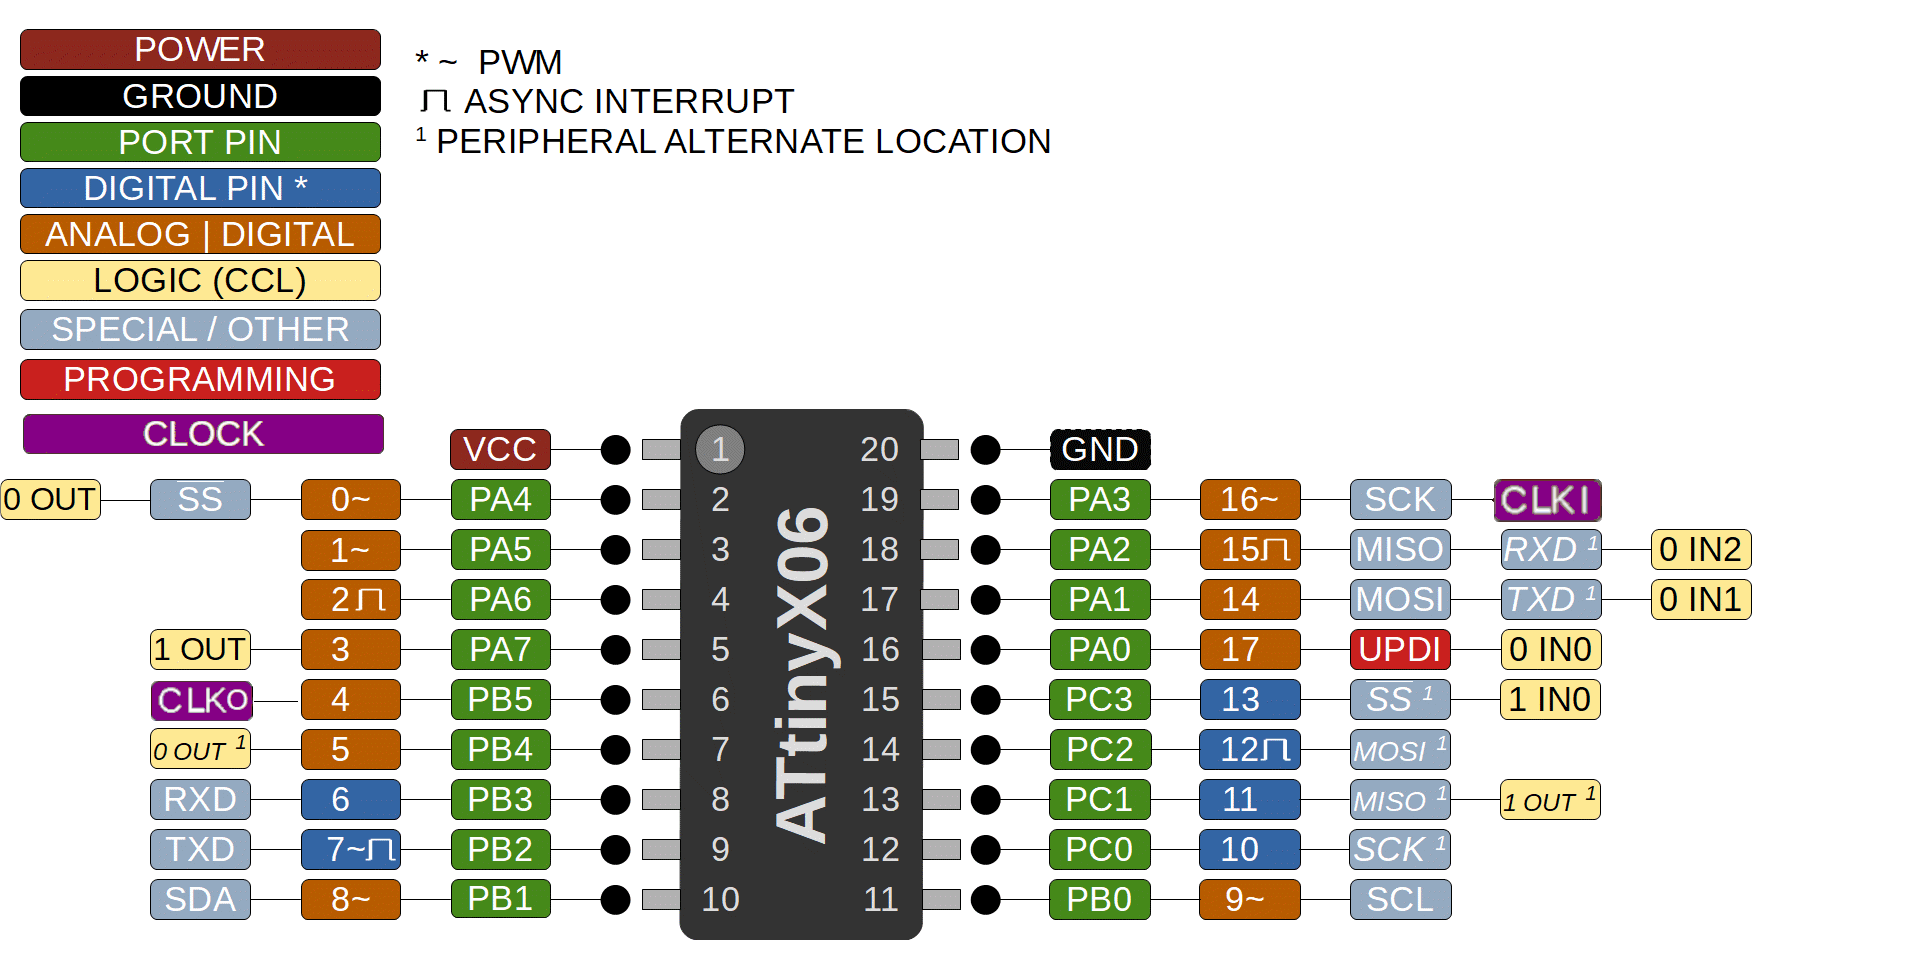 POWER
GROUND
PORT PIN
DIGITAL PIN *
ANALOG | DIGITAL
LOGIC (CCL)
SPECIAL / OTHER
PROGRAMMING
CLOCK
* ~ PWM
ASYNC INTERRUPT
1 PERIPHERAL ALTERNATE LOCATION
VCC 1 20 GND
0 OUT SS 0~ PA4 2 19 PA3 16~ SCK CLKI
1~ PA5 3 18 PA2 15 MISO RXD 1 0 IN2
2 PA6 4 17 PA1 14 MOSI TXD 1 0 IN1
1 OUT 3 PA7 5 16 PA0 17 UPDI 0 IN0
CLKO 4 PB5 6 15 PC3 13 SS 1 1 IN0
0 OUT 1 5 PB4 7 14 PC2 12 MOSI 1
RXD 6 PB3 8 13 PC1 11 MISO 1 1 OUT 1
TXD 7~ PB2 9 12 PC0 10 SCK 1
SDA 8~ PB1 10 11 PB0 9~ SCL
ATtinyX06